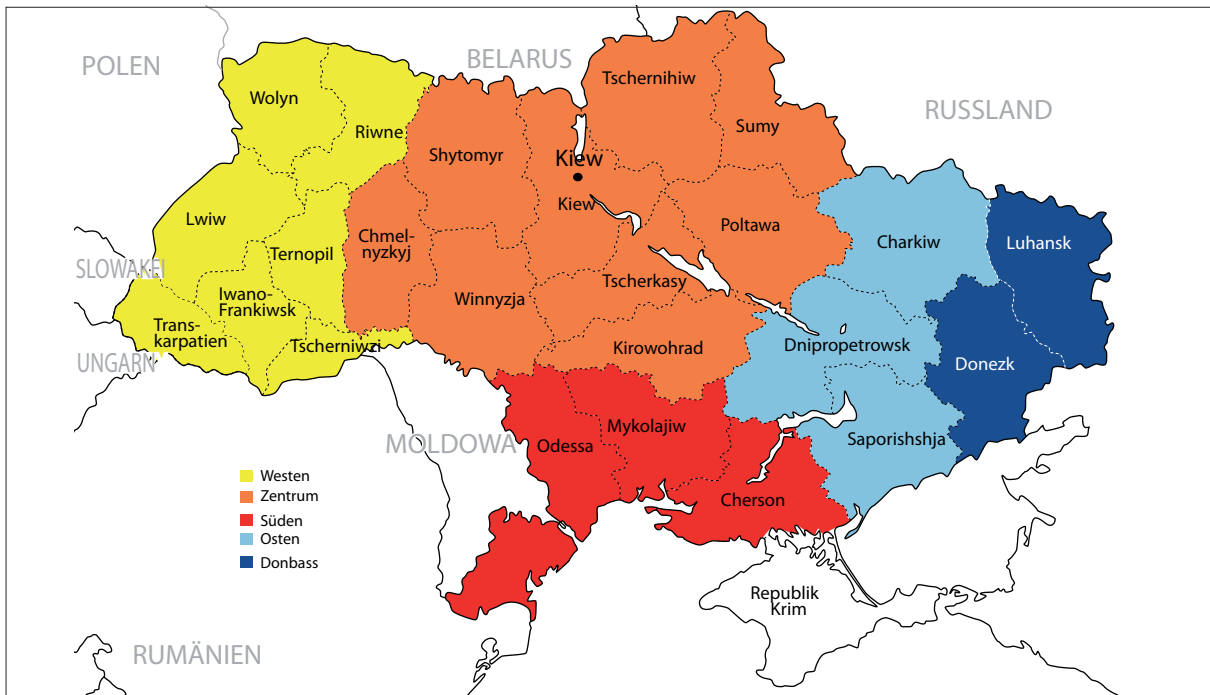 POLEN
BELARUS
RUSSLAND
Wolyn
Riwne
Tschernihiw
Sumy
Shytomyr
Kiew
Kiew
Lwiw
Ternopil
Chmel-
nyzkyj
Poltawa
Charkiw
Luhansk
SLOWAKEI
Iwano-
Frankiwsk
Winnyzja
Tscherkasy
Trans-
karpatien
Tscherniwzi
Kirowohrad
Dnipropetrowsk
Donezk
UNGARN
MOLDOWA
Odessa
Mykolajiw
Saporishshja
Cherson
Westen
Zentrum
Süden
Osten
Donbass
Republik
Krim
RUMÄNIEN